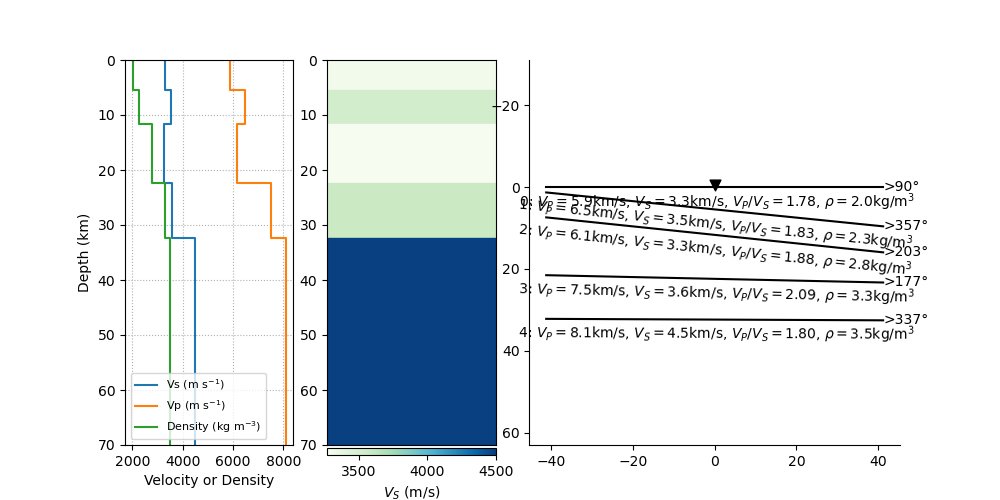 0
10
20
30
40
50
60
70
Depth (km)
Vs (m s⁻¹)
Vp (m s⁻¹)
Density (kg m⁻³)
2000 4000 6000 8000
Velocity or Density
0
10
20
30
40
50
60
70
3500 4000 4500
V_S (m/s)
−20
0
20
40
60
>90°
0: V_P = 5.9km/s, V_S = 3.3km/s, V_P/V_S = 1.78, ρ = 2.0kg/m³
>357°
1: V_P = 6.5km/s, V_S = 3.5km/s, V_P/V_S = 1.83, ρ = 2.3kg/m³
>203°
2: V_P = 6.1km/s, V_S = 3.3km/s, V_P/V_S = 1.88, ρ = 2.8kg/m³
>177°
3: V_P = 7.5km/s, V_S = 3.6km/s, V_P/V_S = 2.09, ρ = 3.3kg/m³
>337°
4: V_P = 8.1km/s, V_S = 4.5km/s, V_P/V_S = 1.80, ρ = 3.5kg/m³
−40 −20 0 20 40